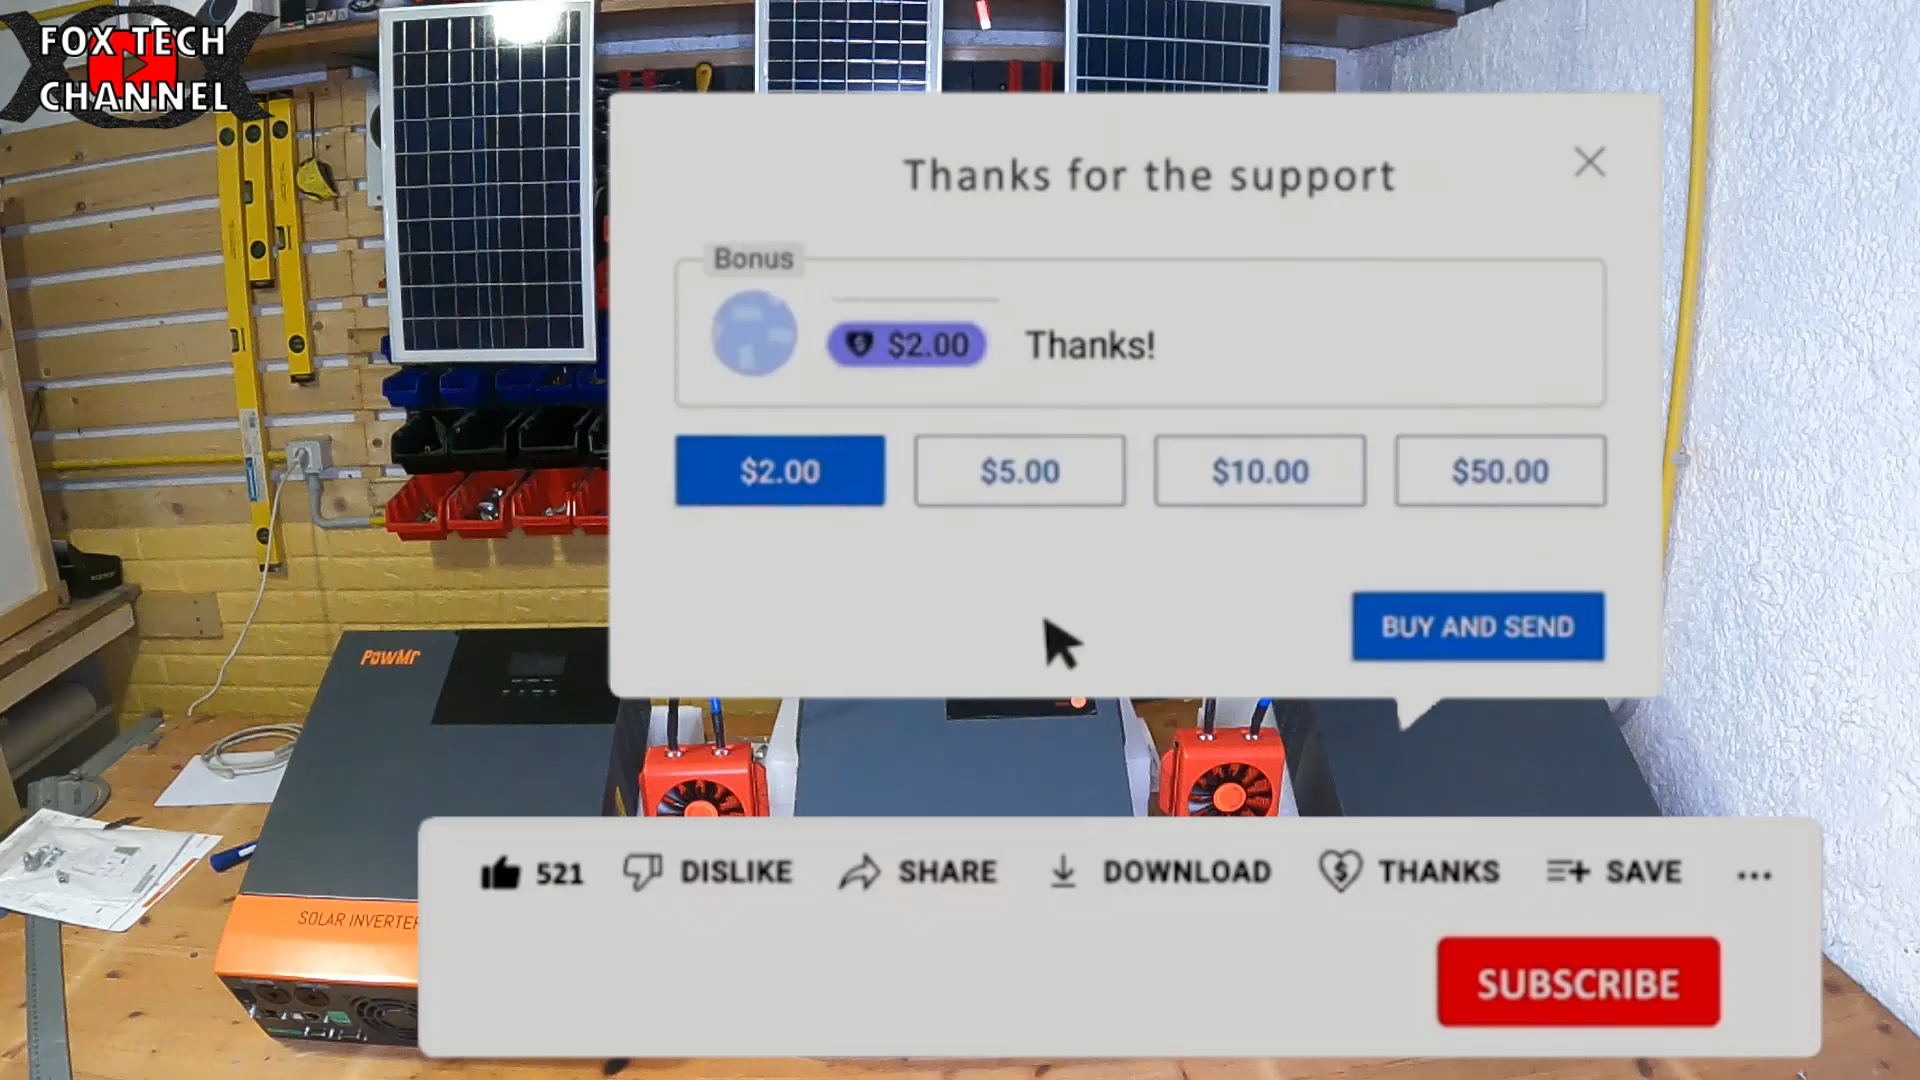 FOX TECH
CHANNEL
Thanks for the support
Bonus
$2.00 Thanks!
$2.00 $5.00 $10.00 $50.00
BUY AND SEND
PowMr
521 DISLIKE SHARE DOWNLOAD THANKS SAVE
SOLAR INVERTER
SUBSCRIBE